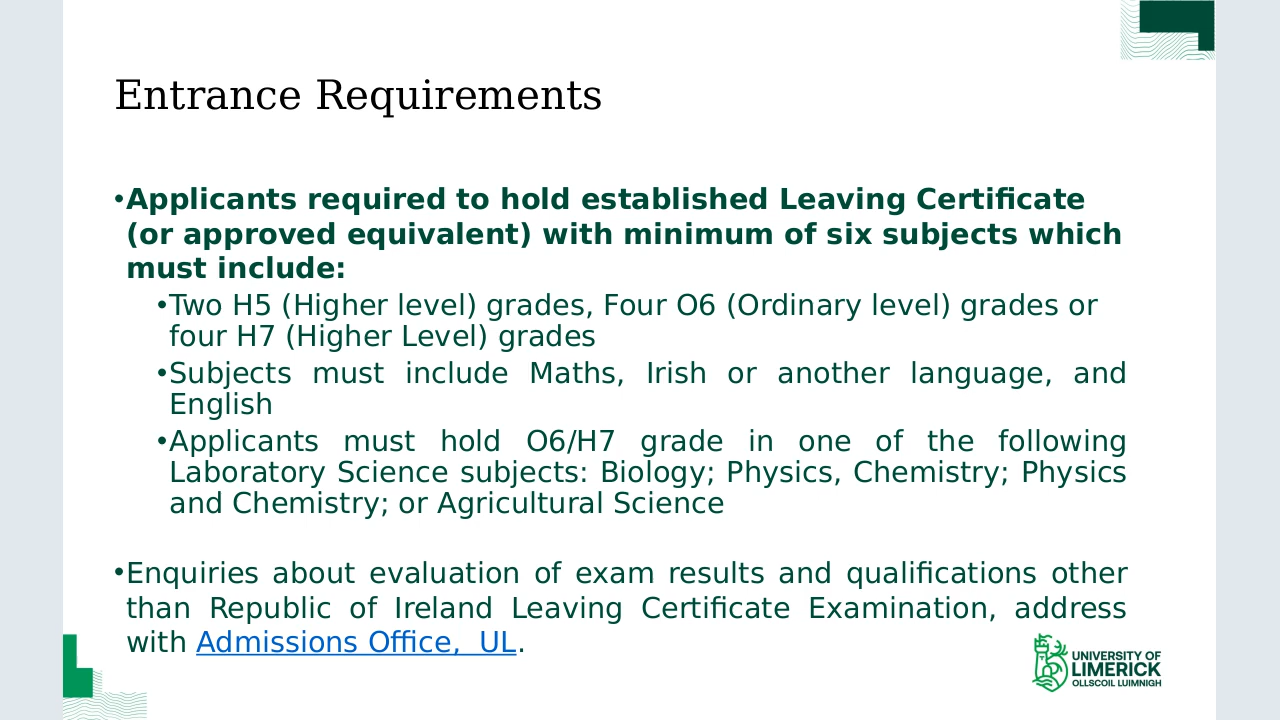 Entrance Requirements
•Applicants required to hold established Leaving Certificate
(or approved equivalent) with minimum of six subjects which
must include:
•Two H5 (Higher level) grades, Four O6 (Ordinary level) grades or
four H7 (Higher Level) grades
•Subjects must include Maths, Irish or another language, and
English
•Applicants must hold O6/H7 grade in one of the following
Laboratory Science subjects: Biology; Physics, Chemistry; Physics
and Chemistry; or Agricultural Science
•Enquiries about evaluation of exam results and qualifications other
than Republic of Ireland Leaving Certificate Examination, address
with Admissions Office,  UL.
UNIVERSITY OF
LIMERICK
OLLSCOIL LUIMNIGH